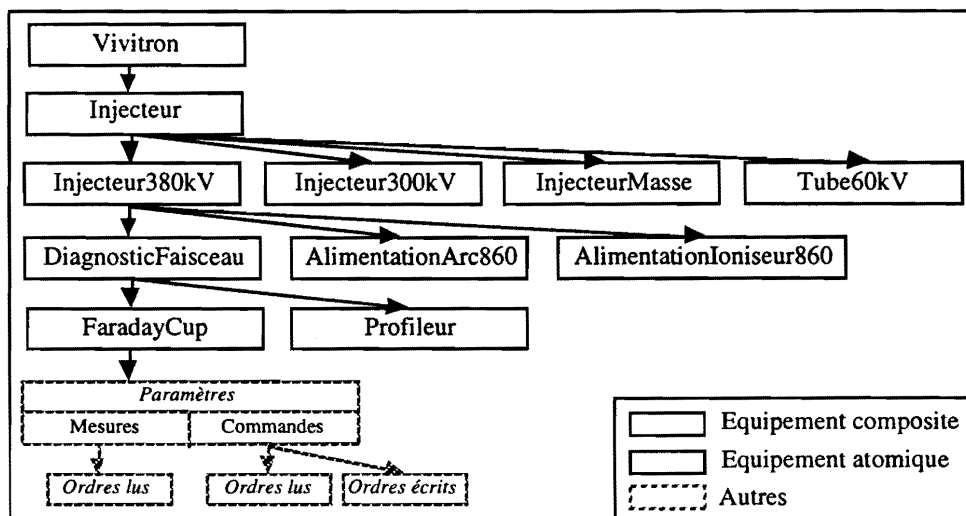 Vivitron
Injecteur
Injecteur380kV Injecteur300kV InjecteurMasse Tube60kV
DiagnosticFaisceau AlimentationArc860 AlimentationIoniseur860
FaradayCup Profileur
Paramètres
Mesures Commandes
Ordres lus Ordres lus Ordres écrits
Equipement composite
Equipement atomique
Autres